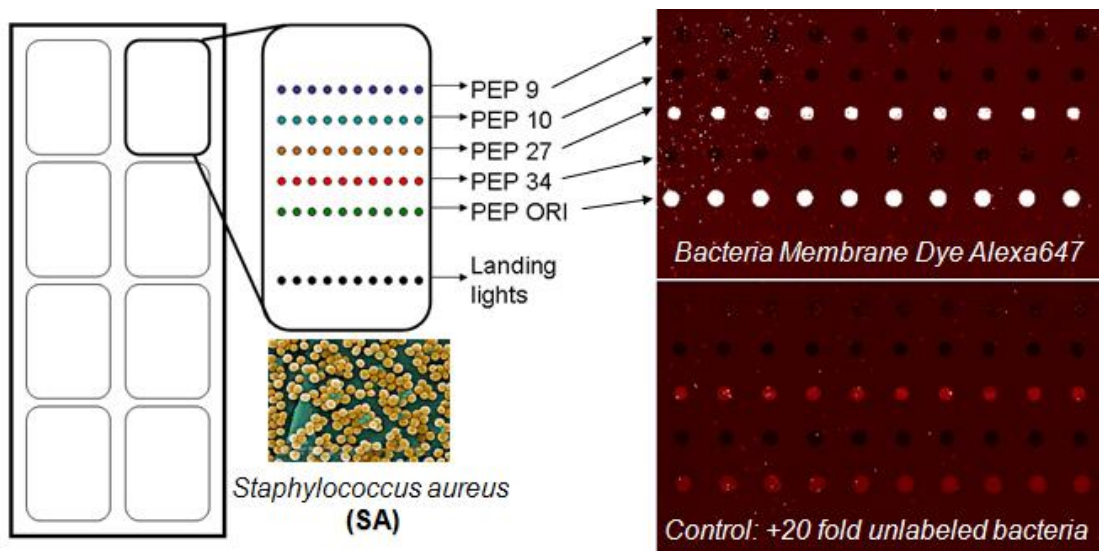 PEP 9
PEP 10
PEP 27
PEP 34
PEP ORI
Landing
lights
Staphylococcus aureus
(SA)
Bacteria Membrane Dye Alexa647
Control: +20 fold unlabeled bacteria